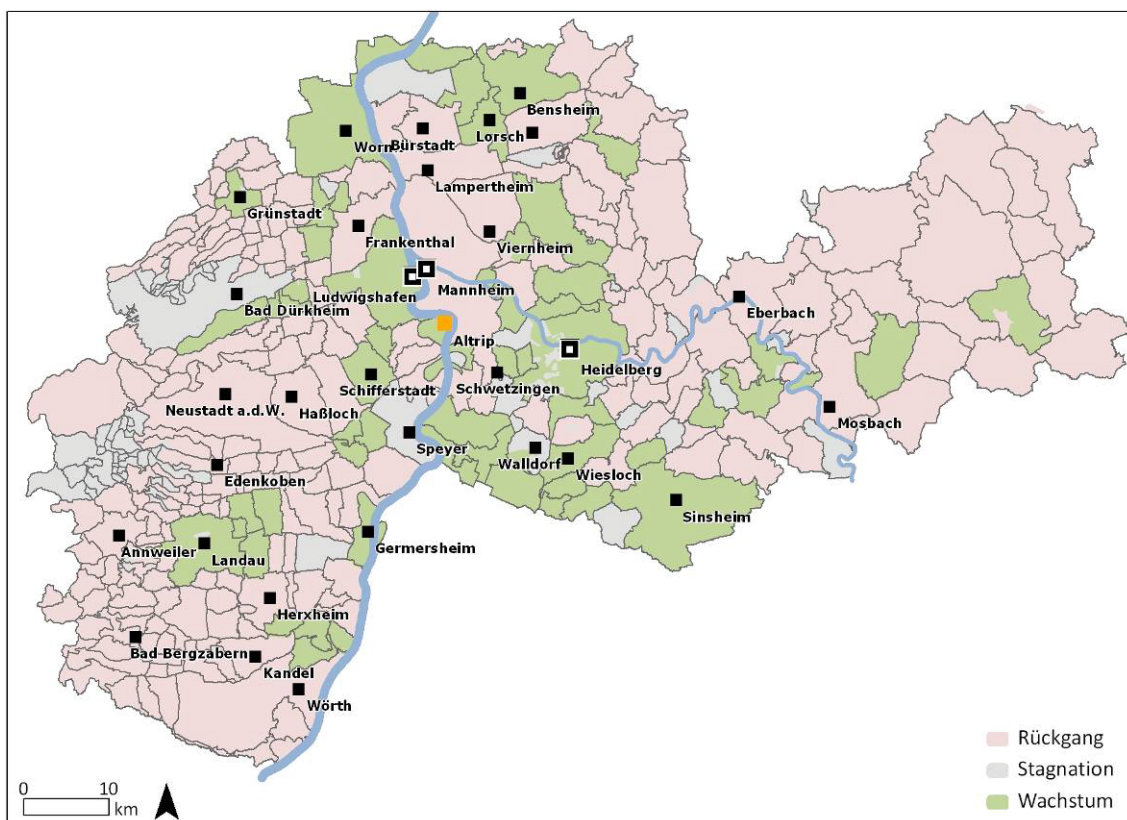 Bensheim
Lorsch
Bürstadt
Lampertheim
Grünstadt
Frankenthal
Viernheim
Mannheim
Ludwigshafen
Bad Dürkheim
Eberbach
Altrip
Heidelberg
Schifferstadt
Schwetzingen
Neustadt a.d.W.
Haßloch
Mosbach
Speyer
Walldorf
Wiesloch
Edenkoben
Sinsheim
Germersheim
Annweiler
Landau
Herxheim
Bad-Bergzabern
Kandel
Wörth
Rückgang
Stagnation
Wachstum
0 10
km